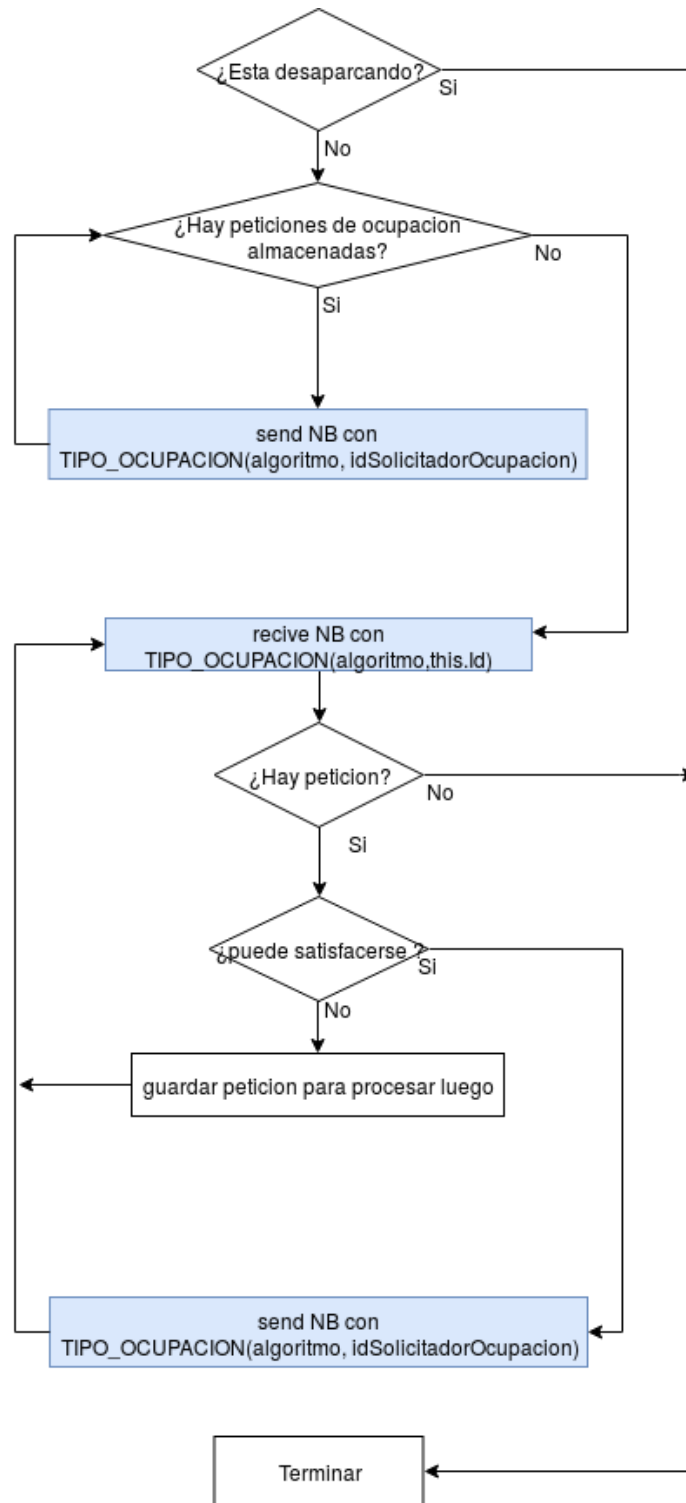 ¿Esta desaparcando?
Si
No
¿Hay peticiones de ocupacion
almacenadas?
No
Si
send NB con
TIPO_OCUPACION(algoritmo, idSolicitadorOcupacion)
recive NB con
TIPO_OCUPACION(algoritmo,this.Id)
¿Hay peticion?
No
Si
¿puede satisfacerse ?
Si
No
guardar peticion para procesar luego
send NB con
TIPO_OCUPACION(algoritmo, idSolicitadorOcupacion)
Terminar